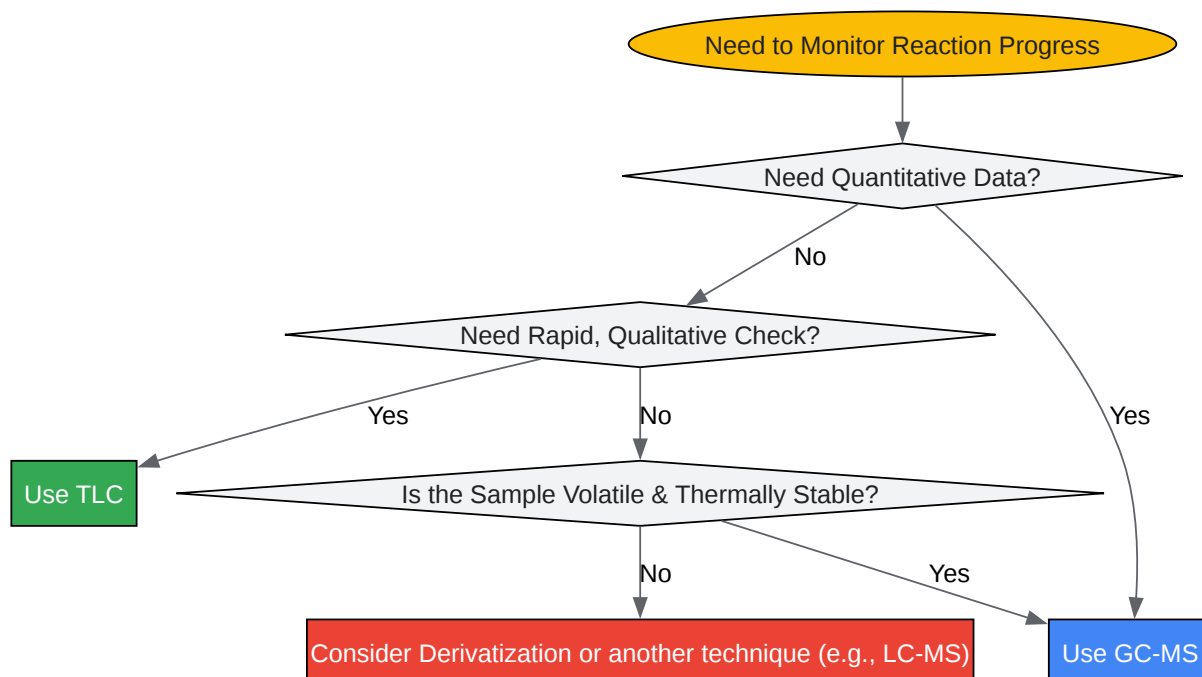 Need to Monitor Reaction Progress
Need Quantitative Data?
No
Need Rapid, Qualitative Check?
Yes
No
Yes
Use TLC
Is the Sample Volatile & Thermally Stable?
No
Yes
Consider Derivatization or another technique (e.g., LC-MS)
Use GC-MS